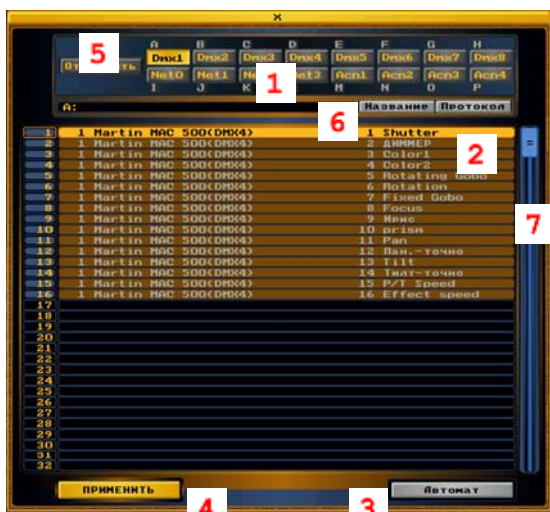 x
5
A B C D E F G H
Dmx1 Dmx2 Dmx3 Dmx4 Dmx5 Dmx6 Dmx7 Dmx8
Net0 Net1 Acn1 Acn2 Acn3 Acn4
I J K M N O P
1
A: 6 Название Протокол
1 1 Martin MAC 500(DMX4) 1 Shutter
2 1 Martin MAC 500(DMX4) 2 ДИММЕР
3 1 Martin MAC 500(DMX4) 3 Color1
4 1 Martin MAC 500(DMX4) 4 Color2 2
5 1 Martin MAC 500(DMX4) 5 Rotating Gobo
6 1 Martin MAC 500(DMX4) 6 Rotation
7 1 Martin MAC 500(DMX4) 7 Fixed Gobo
8 1 Martin MAC 500(DMX4) 8 Focus 7
9 1 Martin MAC 500(DMX4) 9 Ирис
10 1 Martin MAC 500(DMX4) 10 prism
11 1 Martin MAC 500(DMX4) 11 Pan
12 1 Martin MAC 500(DMX4) 12 Пан.-точно
13 1 Martin MAC 500(DMX4) 13 Tilt
14 1 Martin MAC 500(DMX4) 14 Тилт-точно
15 1 Martin MAC 500(DMX4) 15 P/T Speed
16 1 Martin MAC 500(DMX4) 16 Effect speed
17
18
19
20
21
22
23
24
25
26
27
28
29
30
31
32
ПРИМЕНИТЬ 4 3 Автомат